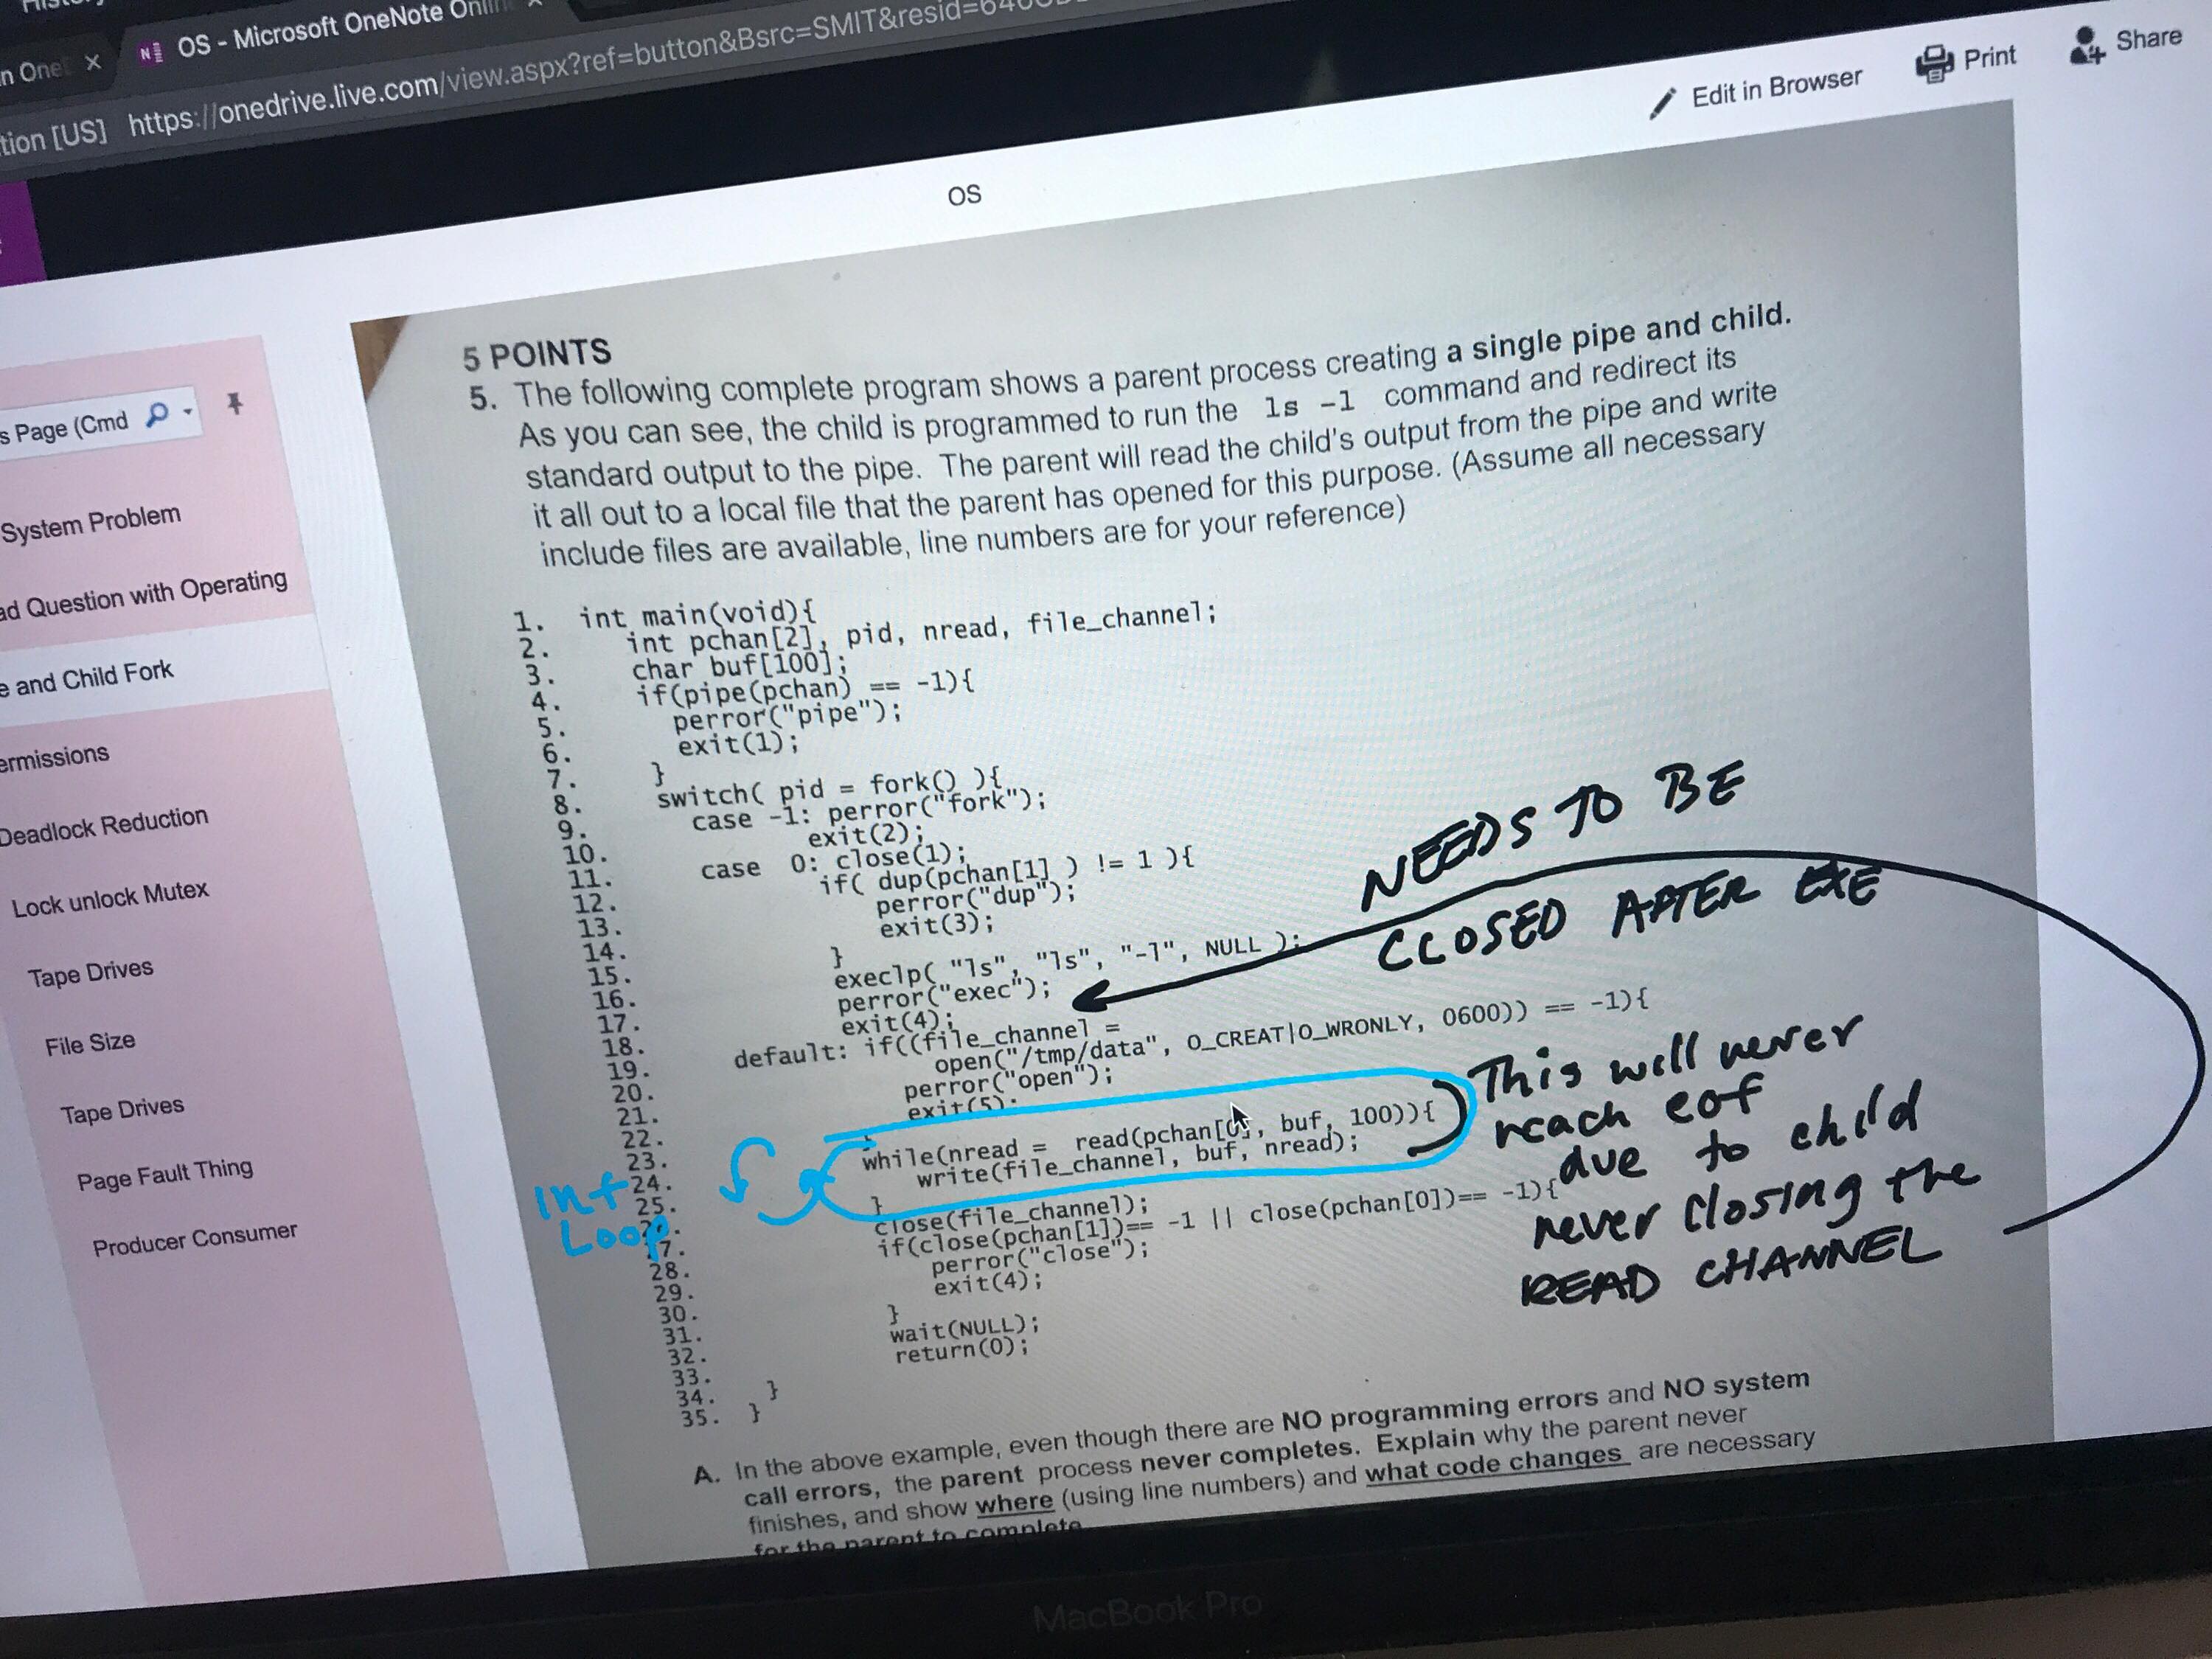 OS - Microsoft OneNote Onlin
n One
tion [US] https://onedrive.live.com/view.aspx?ref=button&Bsrc=SMIT&resid=
Edit in Browser
Print
Share
OS
s Page (Cmd
System Problem
ad Question with Operating
e and Child Fork
ermissions
Deadlock Reduction
Lock unlock Mutex
Tape Drives
File Size
Tape Drives
Page Fault Thing
Producer Consumer
5 POINTS
5. The following complete program shows a parent process creating a single pipe and child.
As you can see, the child is programmed to run the ls -l command and redirect its
standard output to the pipe. The parent will read the child's output from the pipe and write
it all out to a local file that the parent has opened for this purpose. (Assume all necessary
include files are available, line numbers are for your reference)
1. int main(void){
2. int pchan[2], pid, nread, file_channel;
3. char buf[100];
4. if(pipe(pchan) == -1){
5. perror("pipe");
6. exit(1);
7. }
8. switch( pid = fork() ){
9. case -1: perror("fork");
10. exit(2);
11. case 0: close(1);
12. if( dup(pchan[1] ) != 1 ){
13. perror("dup");
14. exit(3);
15. }
16. execlp( "ls", "ls", "-l", NULL );
17. perror("exec");
18. exit(4);
19. default: if((file_channel =
20. open("/tmp/data", O_CREAT|O_WRONLY, 0600)) == -1){
21. perror("open");
22. exit(5);
23. }
24. while(nread = read(pchan[0], buf, 100)){
25. write(file_channel, buf, nread);
}
27. close(file_channel);
28. if(close(pchan[1])== -1 || close(pchan[0])== -1){
29. perror("close");
30. exit(4);
31. }
32. wait(NULL);
33. return(0);
34. }
35. }
NEEDS TO BE
CLOSED AFTER EXE
This will never
reach eof
due to child
never closing the
READ CHANNEL
Inf
Loop
A. In the above example, even though there are NO programming errors and NO system
call errors, the parent process never completes. Explain why the parent never
finishes, and show where (using line numbers) and what code changes are necessary
for the parent to complete
MacBook Pro